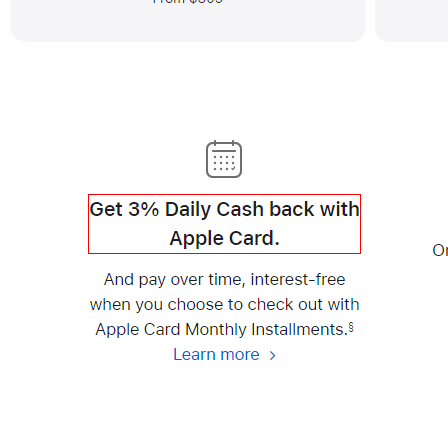 Get 3% Daily Cash back with
Apple Card.
And pay over time, interest-free
when you choose to check out with
Apple Card Monthly Installments.§
Learn more >